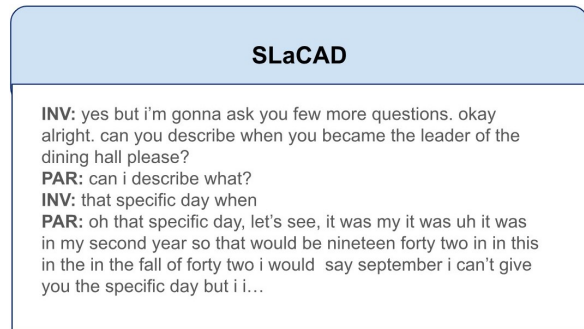 SLaCAD
INV: yes but i'm gonna ask you few more questions. okay
alright. can you describe when you became the leader of the
dining hall please?
PAR: can i describe what?
INV: that specific day when
PAR: oh that specific day, let's see, it was my it was uh it was
in my second year so that would be nineteen forty two in in this
in the in the fall of forty two i would  say september i can't give
you the specific day but i i…